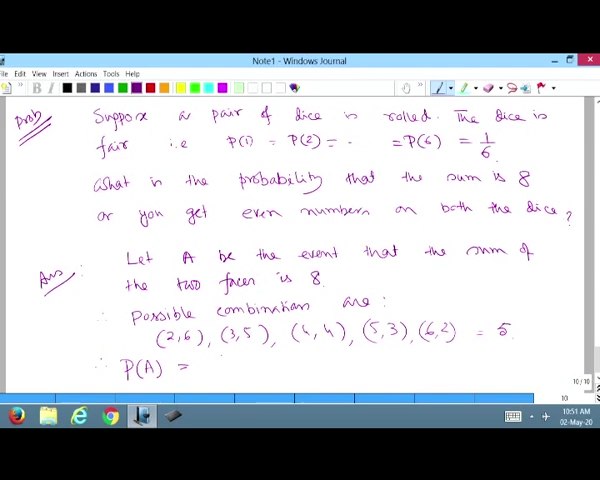 Note1 - Windows Journal
File Edit View Insert Actions Tools Help
Prob Suppose a pair of dice is rolled. The dice is
fair i.e P(1) = P(2) = - = P(6) = 1/6.
What is the probability that the sum is 8
or you get even numbers on both the dice?
Ans: Let A be the event that the sum of
the two faces is 8.
∴ Possible combination are:
(2,6), (3,5), (4,4), (5,3), (6,2) = 5.
∴ P(A) =
10 / 10
10
10:51 AM
02-May-20